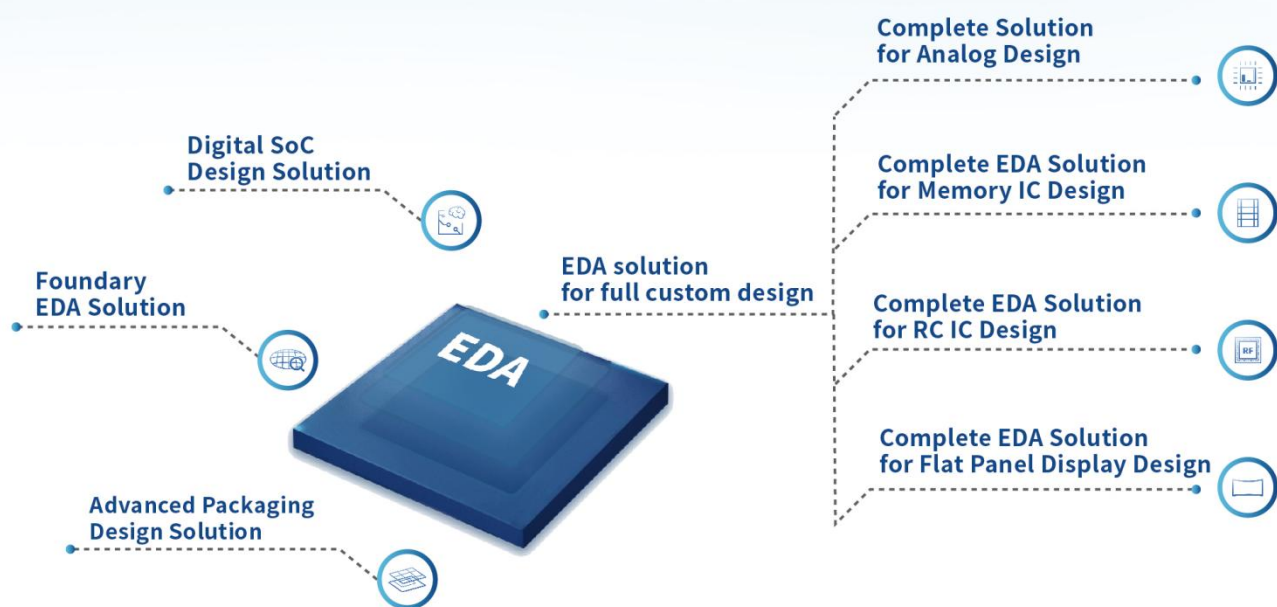 Complete Solution
for Analog Design
Digital SoC
Design Solution
Complete EDA Solution
for Memory IC Design
EDA solution
for full custom design
Foundary
EDA Solution
Complete EDA Solution
for RC IC Design
RF
EDA
Complete EDA Solution
for Flat Panel Display Design
Advanced Packaging
Design Solution